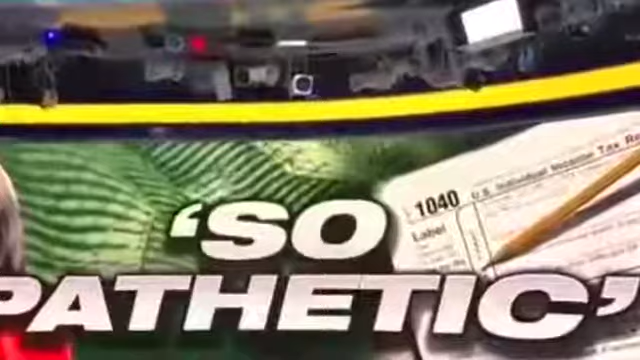 1040
U.S. Individual Income Tax Re
Label
'SO
PATHETIC'